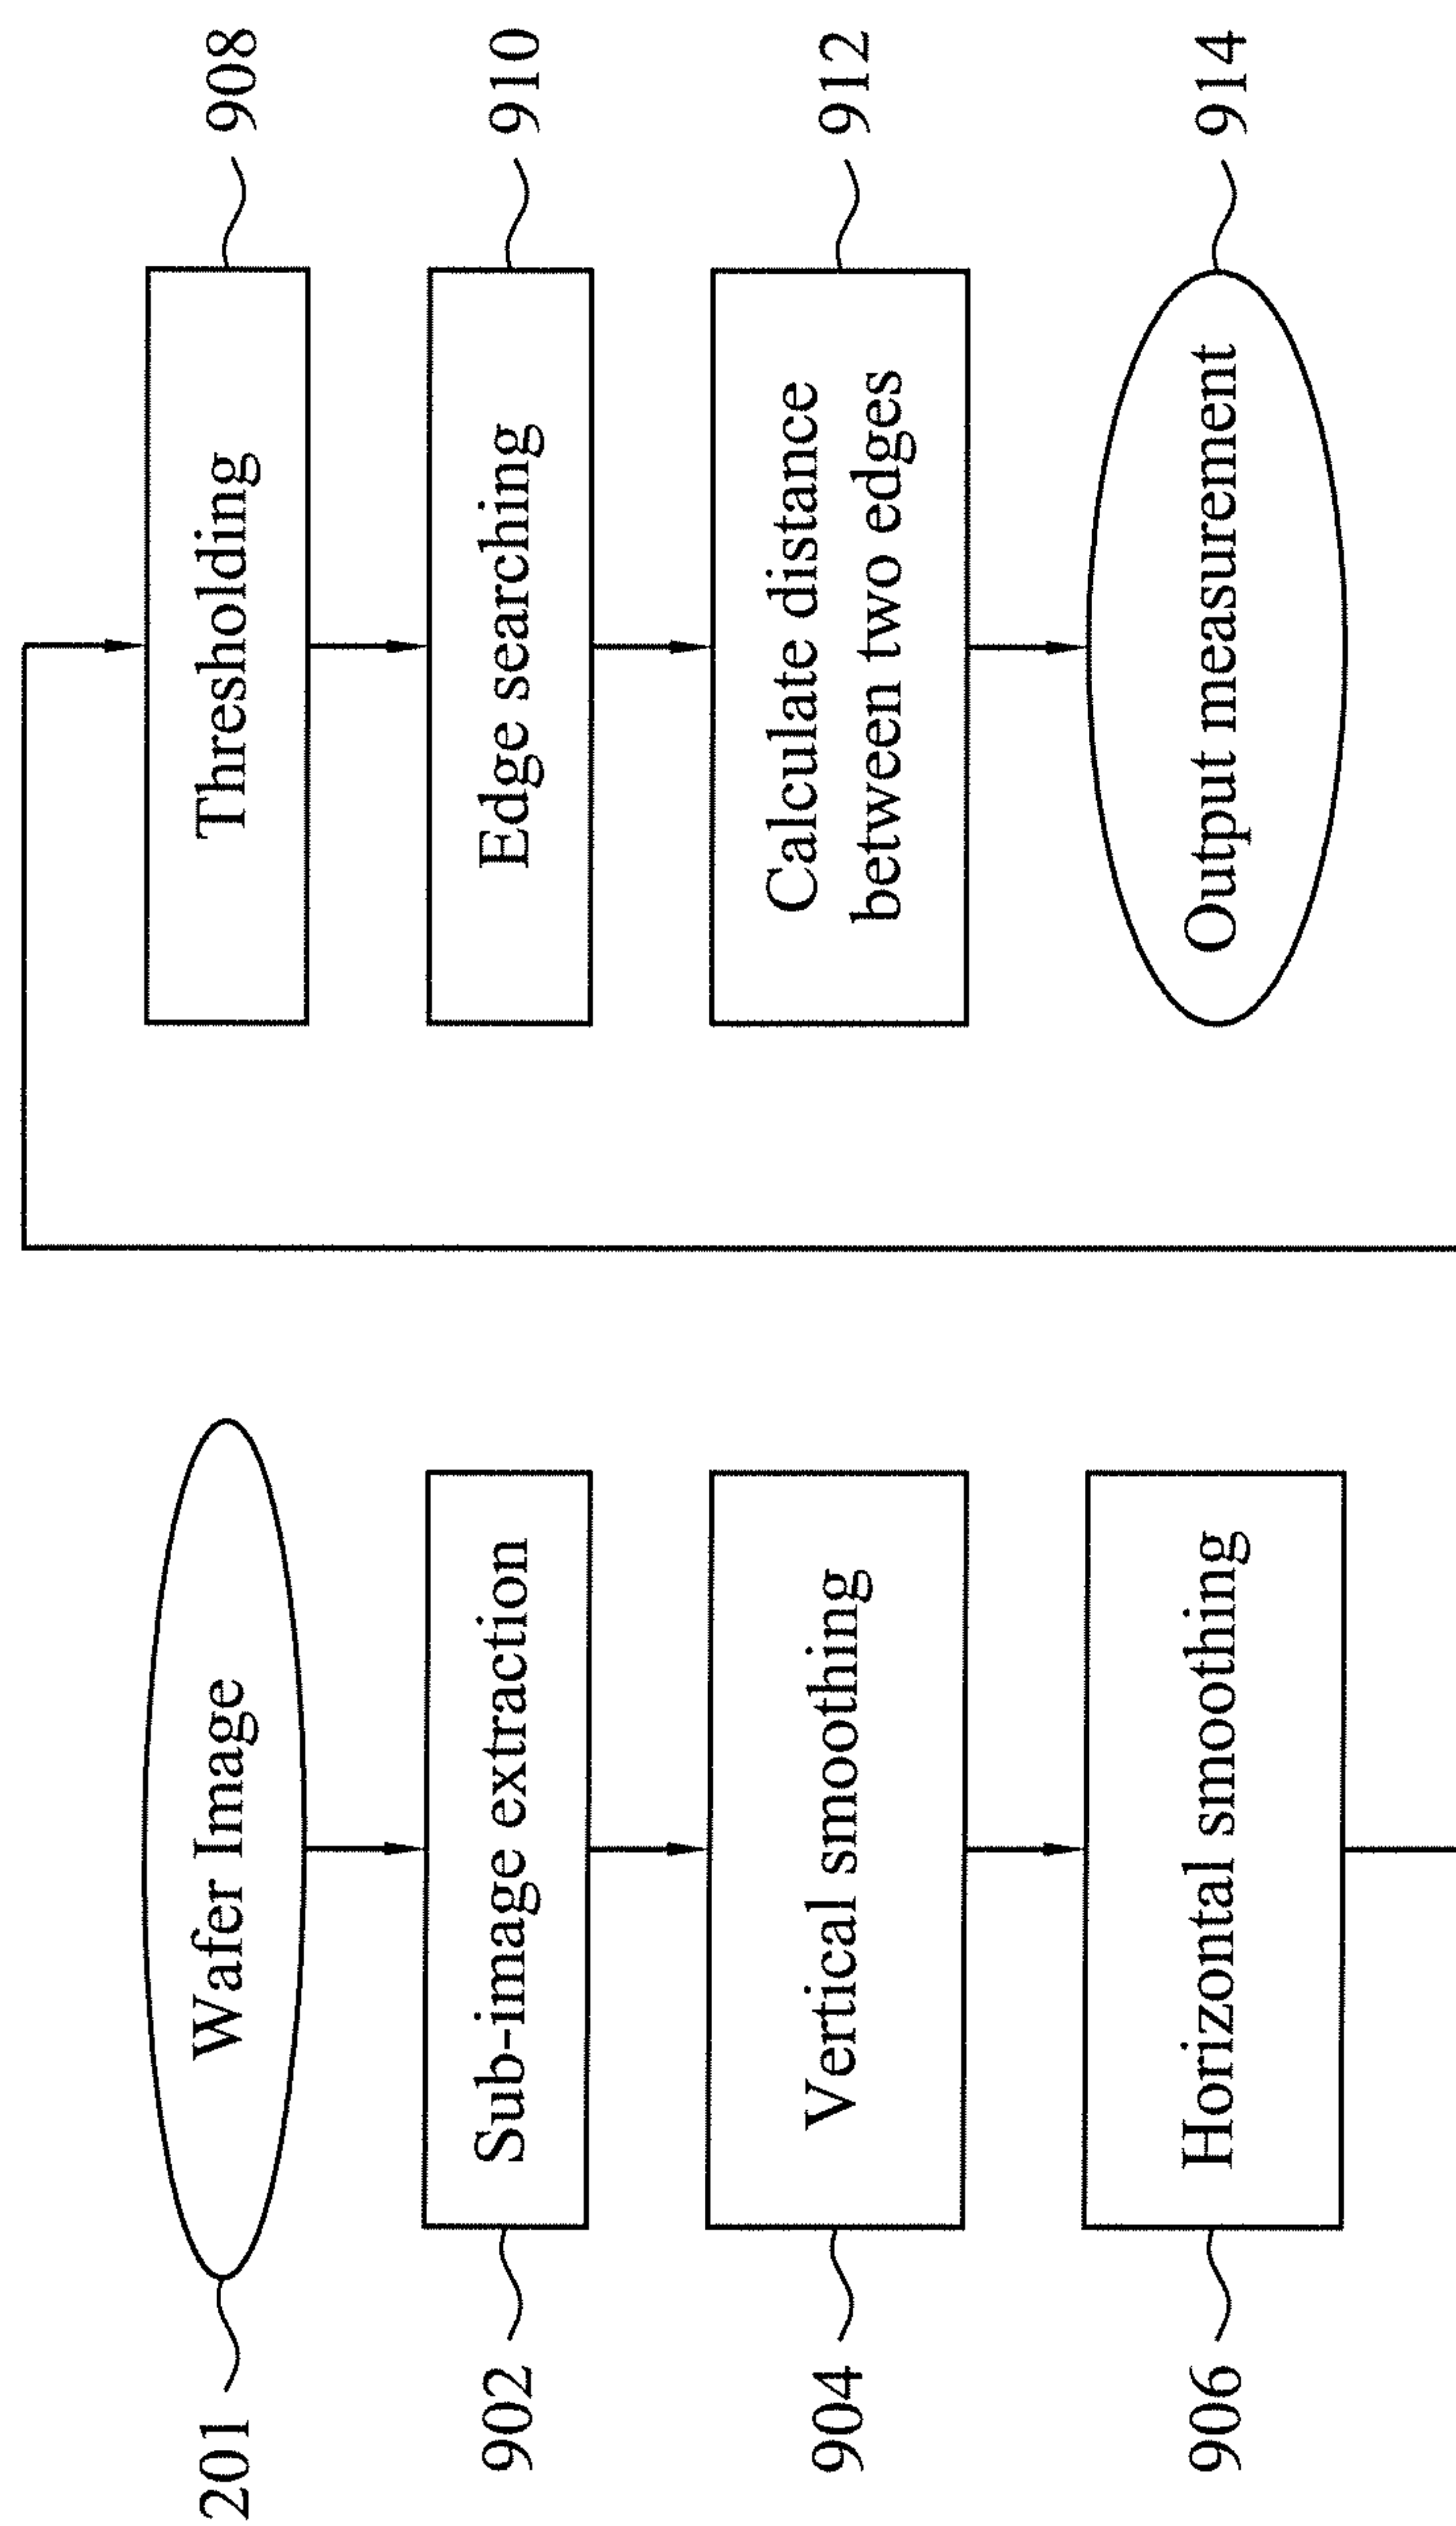 201
Wafer Image
902
Sub-image extraction
904
Vertical smoothing
906
Horizontal smoothing
Thresholding
908
Edge searching
910
Calculate distance
between two edges
912
Output measurement
914